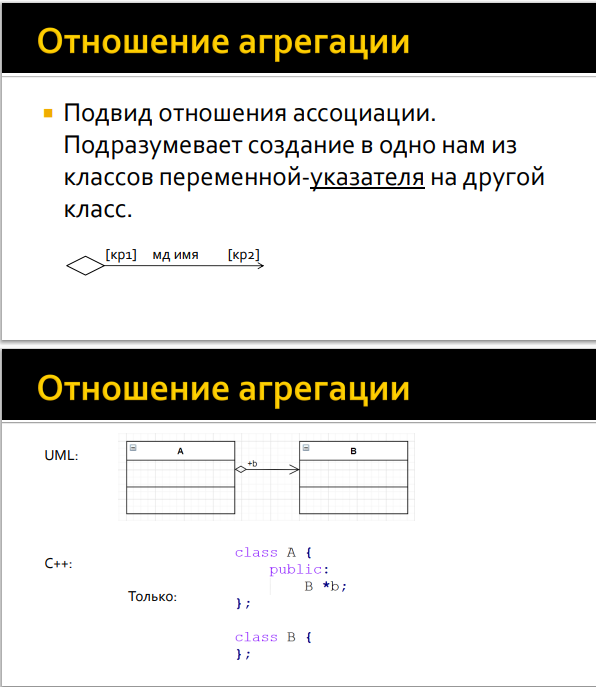 Отношение агрегации
Подвид отношения ассоциации.
Подразумевает создание в одно нам из
классов переменной-указателя на другой
класс.
[кр1] мд имя [кр2]
Отношение агрегации
UML:
A
B
+b
C++:
Только:
class A {
public:
B *b;
};
class B {
};